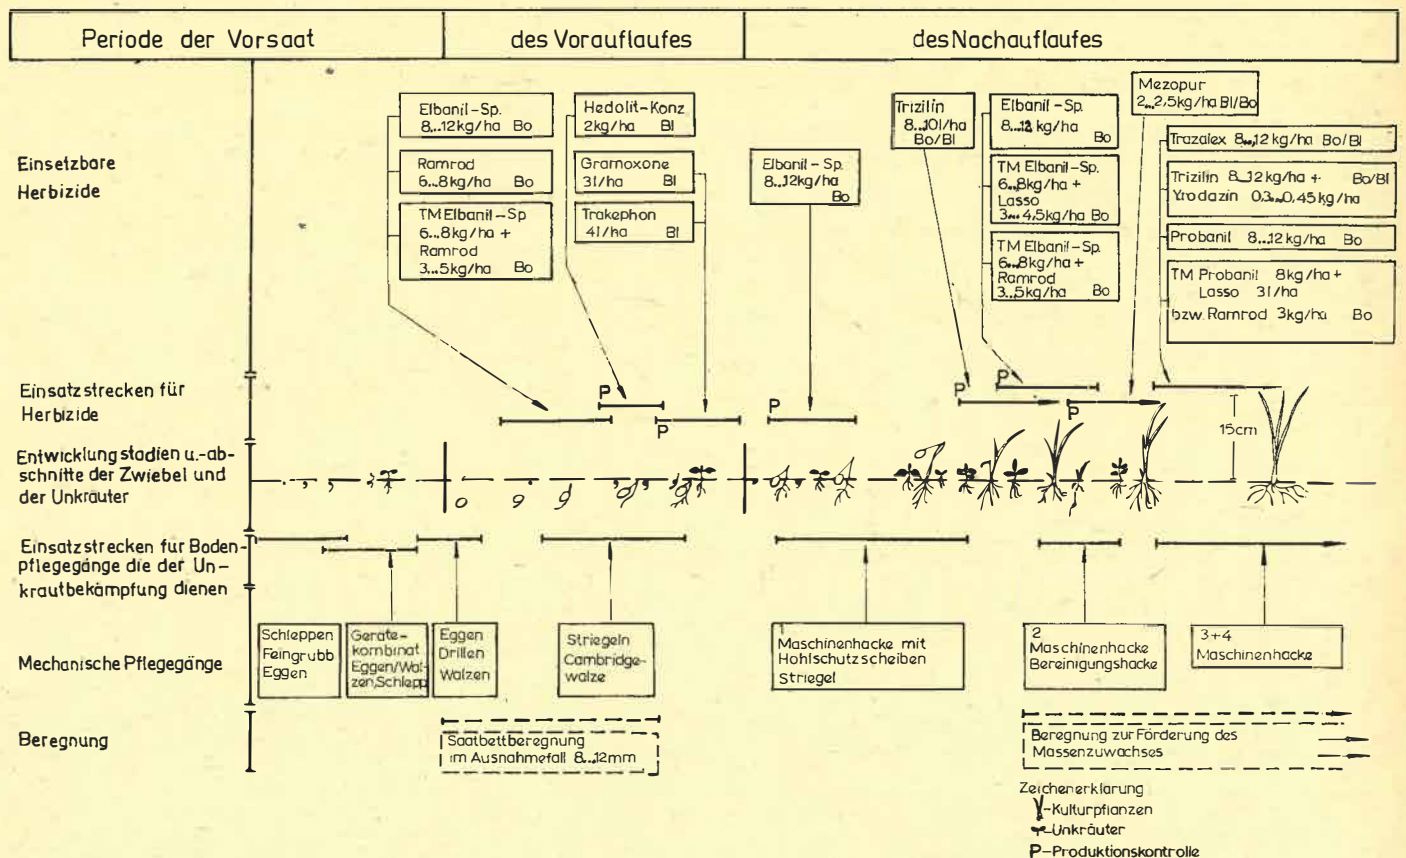 Periode der Vorsaat
des Vorauflaufes
des Nachauflaufes
Einsetzbare
Herbizide
Elbanil-Sp.
8...12kg/ha Bo
Ramrod
6...8kg/ha Bo
TM Elbanil-Sp
6...8kg/ha +
Ramrod
3...5kg/ha Bo
Hedolit-Konz
2kg/ha Bl
Gramoxone
3l/ha Bl
Trakephon
4l/ha Bl
Elbanil-Sp.
8...12kg/ha
Bo
Trizilin
8...10l/ha
Bo/Bl
Elbanil-Sp.
8...12 kg/ha
Bo
TM Elbanil-Sp.
6...8kg/ha +
Lasso
3...4,5kg/ha Bo
TM Elbanil-Sp.
6...8kg/ha +
Ramrod
3...5kg/ha Bo
Mezopur
2...2,5kg/ha Bl/Bo
Trazalex 8...12 kg/ha Bo/Bl
Trizilin 8...12kg/ha + Bo/Bl
Yrodazin 0,3...0,45kg/ha
Probanil 8...12kg/ha Bo
TM Probanil 8kg/ha +
Lasso 3l/ha
bzw. Ramrod 3kg/ha Bo
Einsatzstrecken für
Herbizide
P
P
P
P
P
P
15cm
Entwicklung stadien u.-ab-
schnitte der Zwiebel und
der Unkräuter
Einsatzstrecken fur Boden-
pflegegänge die der Un-
krautbekämpfung dienen
Mechanische Pflegegänge
Schleppen
Feingrubb
Eggen
Gerate-
kombinat
Eggen/Wal-
zen,Schlepp
Eggen
Drillen
Walzen
Striegeln
Cambridge-
walze
1
Maschinenhacke mit
Hohlschutzscheiben
Striegel
2
Maschinenhacke
Bereinigungshacke
3+4
Maschinenhacke
Beregnung
Saatbettberegnung
im Ausnahmefall 8...12mm
Beregnung zur Förderung des
Massenzuwachses
Zeichenerklärung
-Kulturpflanzen
-Unkräuter
P-Produktionskontrolle